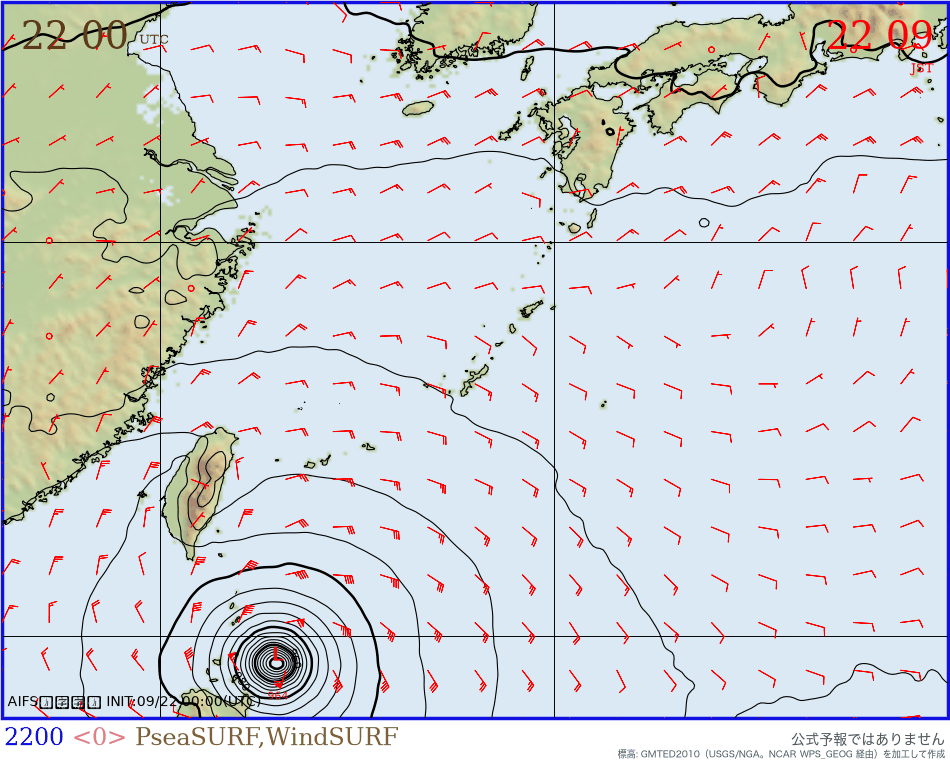 22 00 UTC
22 09
JST
AIFS INIT:09/22 00:00(UTC)
2200 <0> PseaSURF,WindSURF
公式予報ではありません
標高: GMTED2010（USGS/NGA。NCAR WPS_GEOG 経由）を加工して作成